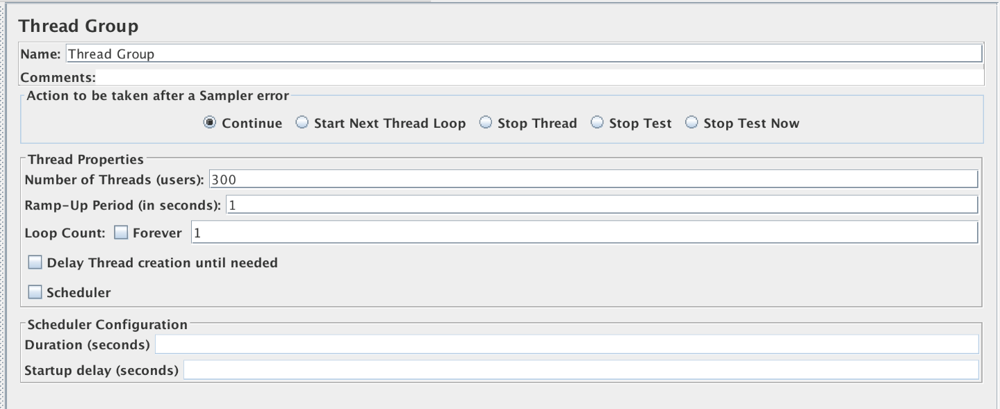 Thread Group
Name: Thread Group
Comments:
Action to be taken after a Sampler error
Continue Start Next Thread Loop Stop Thread Stop Test Stop Test Now
Thread Properties
Number of Threads (users): 300
Ramp-Up Period (in seconds): 1
Loop Count: Forever 1
Delay Thread creation until needed
Scheduler
Scheduler Configuration
Duration (seconds)
Startup delay (seconds)